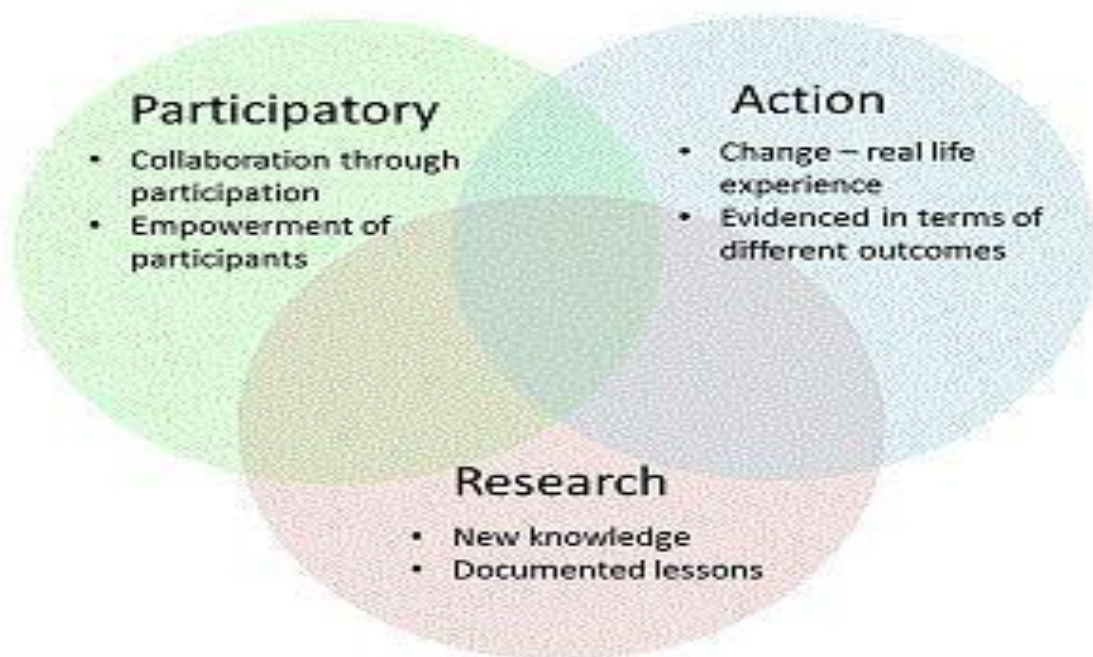 Participatory
• Collaboration through
participation
• Empowerment of
participants
Action
• Change – real life
experience
• Evidenced in terms of
different outcomes
Research
• New knowledge
• Documented lessons